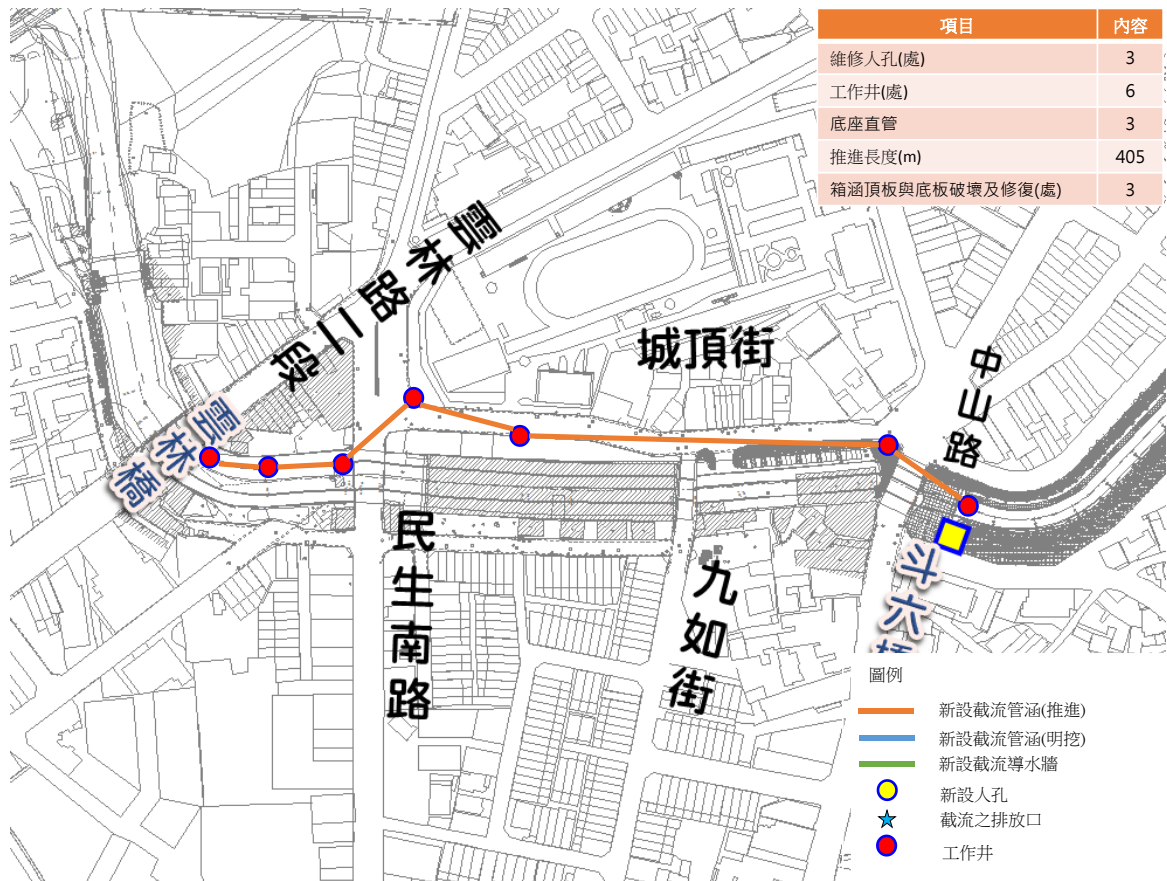 項目 內容
維修人孔(處) 3
工作井(處) 6
底座直管 3
推進長度(m) 405
箱涵頂板與底板破壞及修復(處) 3
雲林路二段
城頂街
中山路
雲林橋
民生南路
九如街
斗六
圖例
新設截流管涵(推進)
新設截流管涵(明挖)
新設截流導水牆
新設人孔
截流之排放口
工作井